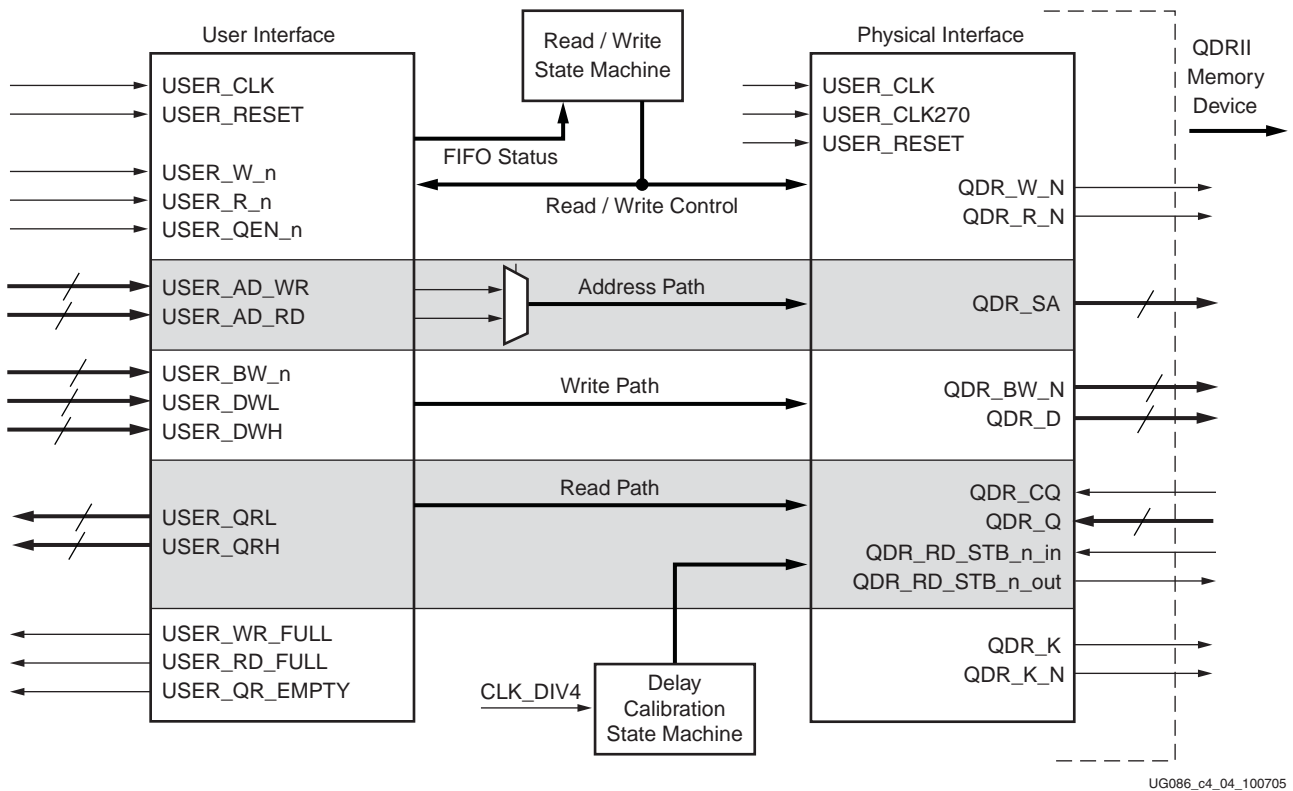 User Interface
USER_CLK
USER_RESET
USER_W_n
USER_R_n
USER_QEN_n
USER_AD_WR
USER_AD_RD
USER_BW_n
USER_DWL
USER_DWH
USER_QRL
USER_QRH
USER_WR_FULL
USER_RD_FULL
USER_QR_EMPTY
Read / Write
State Machine
FIFO Status
Read / Write Control
Address Path
Write Path
Read Path
CLK_DIV4
Delay
Calibration
State Machine
Physical Interface
USER_CLK
USER_CLK270
USER_RESET
QDR_W_N
QDR_R_N
QDR_SA
QDR_BW_N
QDR_D
QDR_CQ
QDR_Q
QDR_RD_STB_n_in
QDR_RD_STB_n_out
QDR_K
QDR_K_N
QDRII
Memory
Device
UG086_c4_04_100705